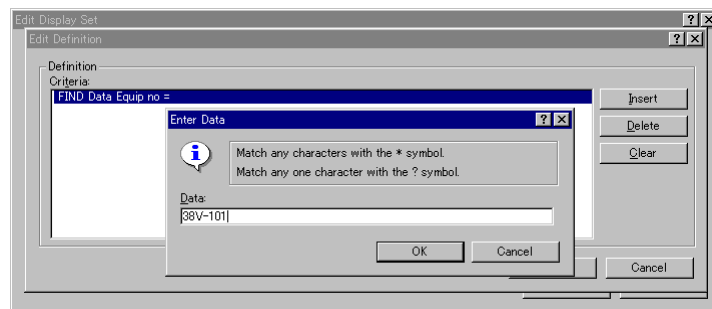 Edit Display Set
Edit Definition
Definition
Criteria:
FIND Data Equip no =
Insert
Delete
Clear
Enter Data
Match any characters with the * symbol.
Match any one character with the ? symbol.
Data:
38V-101
OK
Cancel
Cancel